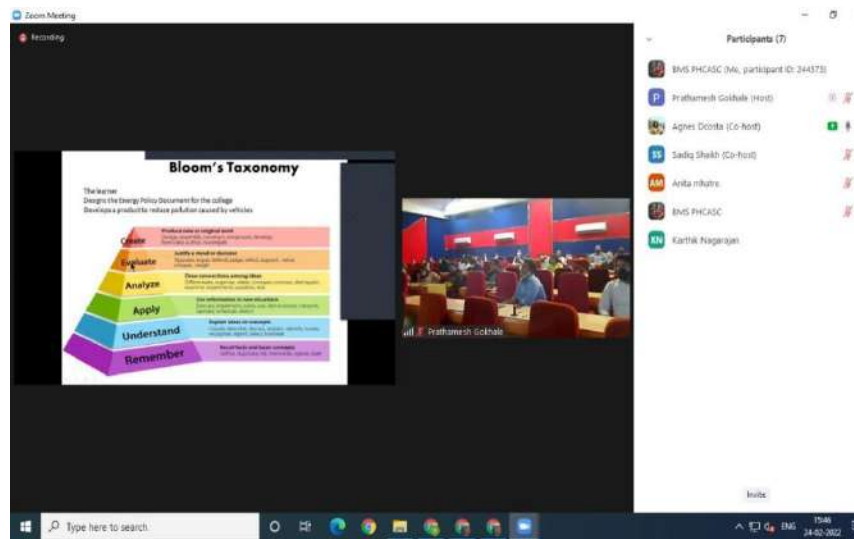 Zoom Meeting
Recording
Participants (7)
BMS PHCASC (Me, participant ID: 244373)
Prathamesh Gokhale (Host)
Agnes Dcosta (Co-host)
Sadiq Shaikh (Co-host)
Anita mhatre
BMS PHCASC
Karthik Nagarajan
P
SS
AM
KN
Bloom's Taxonomy
The learner
Designs the Energy Policy Document for the college
Develops a product to reduce pollution caused by vehicles
Create
Produce new or original work
Evaluate
Justify a stand or decision
Analyze
Draw connections among ideas
Apply
Use information in new situations
Understand
Explain ideas or concepts
Remember
Recall facts and basic concepts
Prathamesh Gokhale
Invite
Type here to search
ENG
15:46
24-02-2022